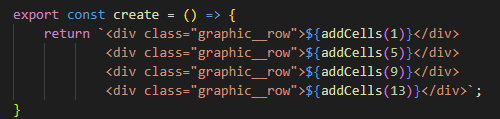 export const create = () => {
    return `<div class="graphic__row">${addCells(1)}</div>
            <div class="graphic__row">${addCells(5)}</div>
            <div class="graphic__row">${addCells(9)}</div>
            <div class="graphic__row">${addCells(13)}</div>`;
}